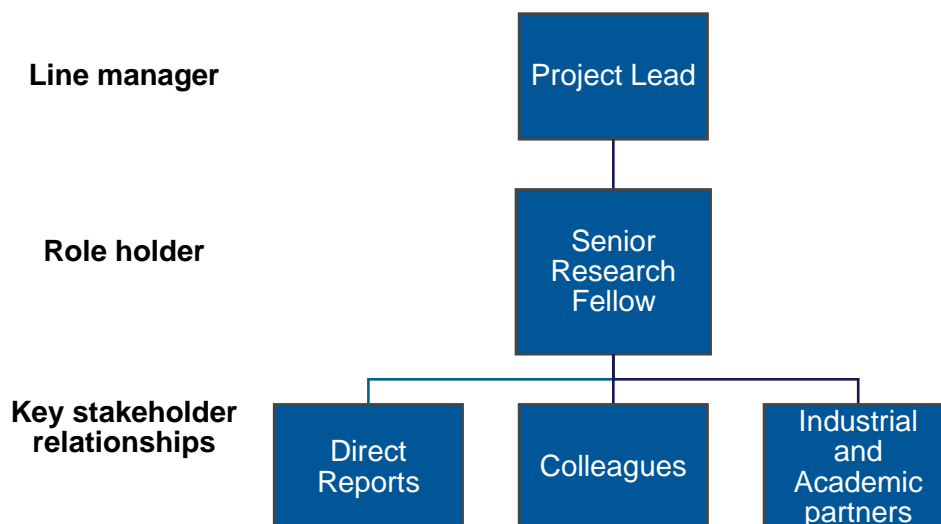 Line manager
Project Lead
Role holder
Senior
Research
Fellow
Key stakeholder
relationships
Direct
Reports
Colleagues
Industrial
and
Academic
partners